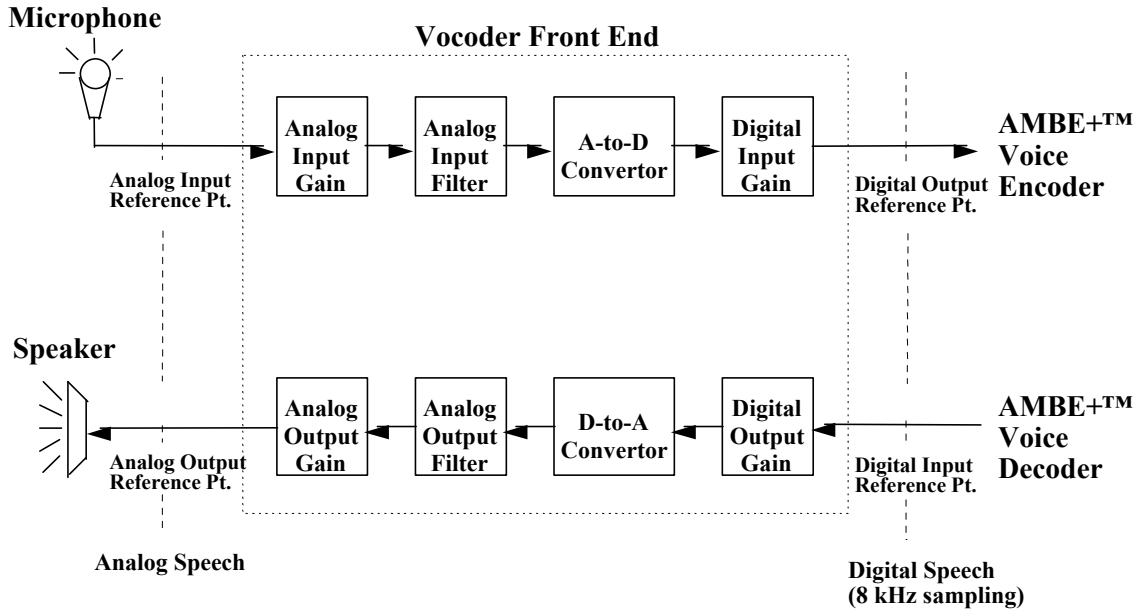 Microphone
Vocoder Front End
Analog
Input
Gain
Analog
Input
Filter
A-to-D
Convertor
Digital
Input
Gain
AMBE+™
Voice
Encoder
Analog Input
Reference Pt.
Digital Output
Reference Pt.
Speaker
Analog
Output
Gain
Analog
Output
Filter
D-to-A
Convertor
Digital
Output
Gain
AMBE+™
Voice
Decoder
Analog Output
Reference Pt.
Digital Input
Reference Pt.
Analog Speech
Digital Speech
(8 kHz sampling)